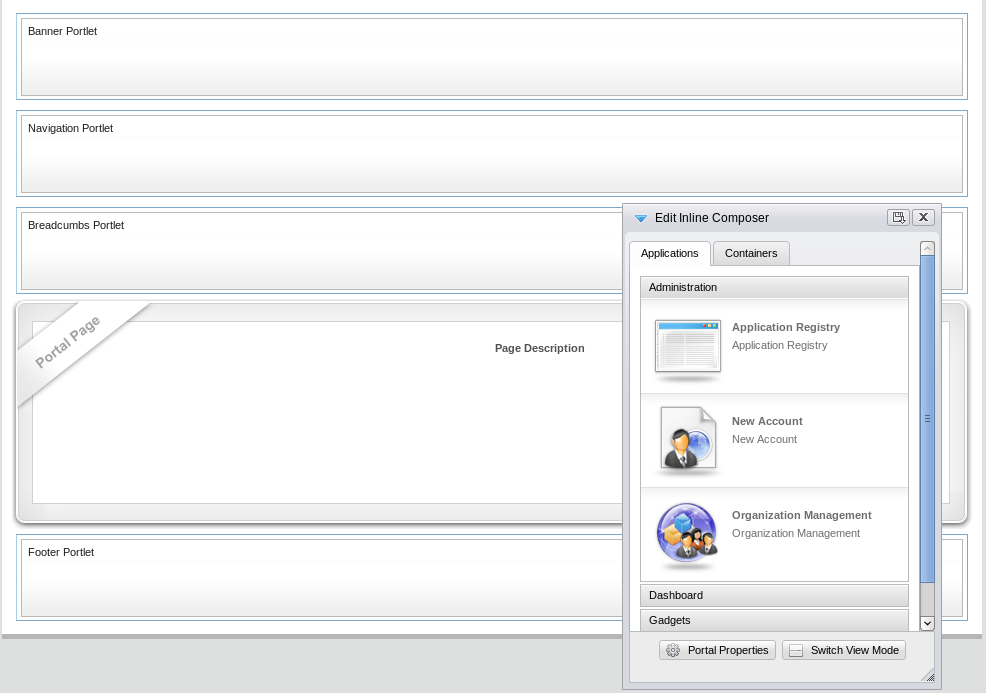 Banner Portlet
Navigation Portlet
Breadcumbs Portlet
Portal Page
Page Description
Footer Portlet
Edit Inline Composer
Applications
Containers
Administration
Application Registry
Application Registry
New Account
New Account
Organization Management
Organization Management
Dashboard
Gadgets
Portal Properties
Switch View Mode